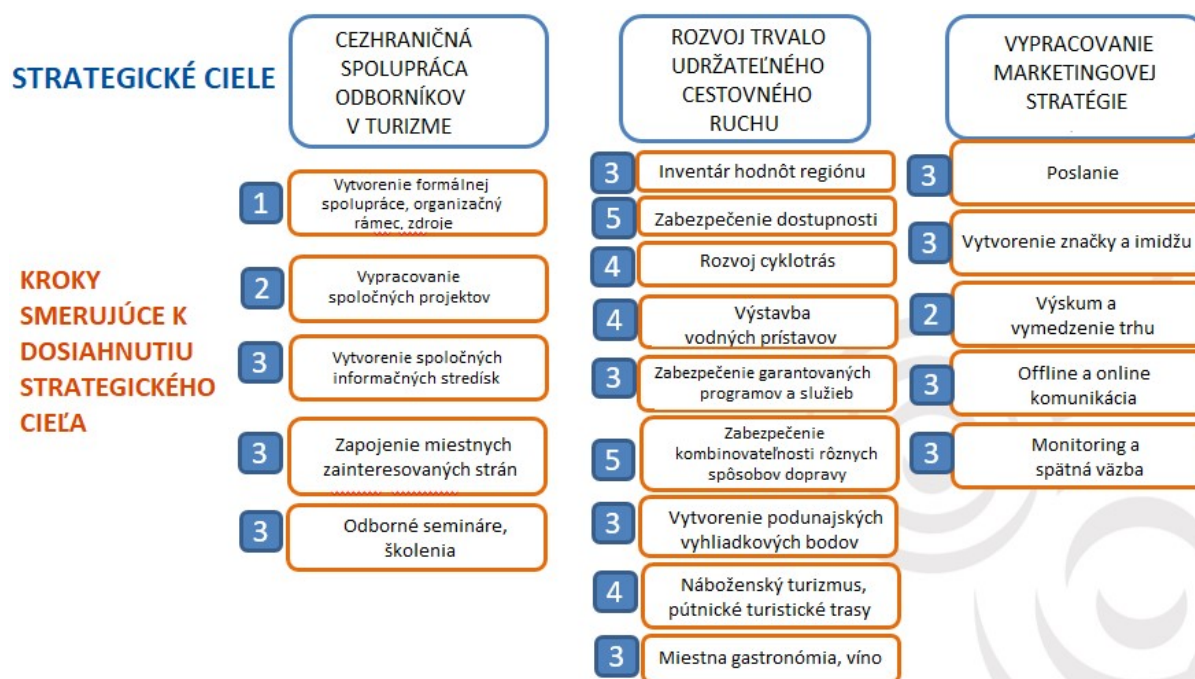 STRATEGICKÉ CIELE
CEZHRANIČNÁ
SPOLUPRÁCA
ODBORNÍKOV
V TURIZME
ROZVOJ TRVALO
UDRŽATEĽNÉHO
CESTOVNÉHO
RUCHU
VYPRACOVANIE
MARKETINGOVEJ
STRATÉGIE
KROKY
SMERUJÚCE K
DOSIAHNUTIU
STRATEGICKÉHO
CIEĽA
1
Vytvorenie formálnej
spolupráce, organizačný
rámec, zdroje
2
Vypracovanie
spoločných projektov
3
Vytvorenie spoločných
informačných stredísk
3
Zapojenie miestnych
zainteresovaných strán
3
Odborné semináre,
školenia
3
Inventár hodnôt regiónu
5
Zabezpečenie dostupnosti
4
Rozvoj cyklotrás
4
Výstavba
vodných prístavov
3
Zabezpečenie garantovaných
programov a služieb
5
Zabezpečenie
kombinovateľnosti rôznych
spôsobov dopravy
3
Vytvorenie podunajských
vyhliadkových bodov
4
Náboženský turizmus,
pútnické turistické trasy
3
Miestna gastronómia, víno
3
Poslanie
3
Vytvorenie značky a imidžu
2
Výskum a
vymedzenie trhu
3
Offline a online
komunikácia
3
Monitoring a
spätná väzba